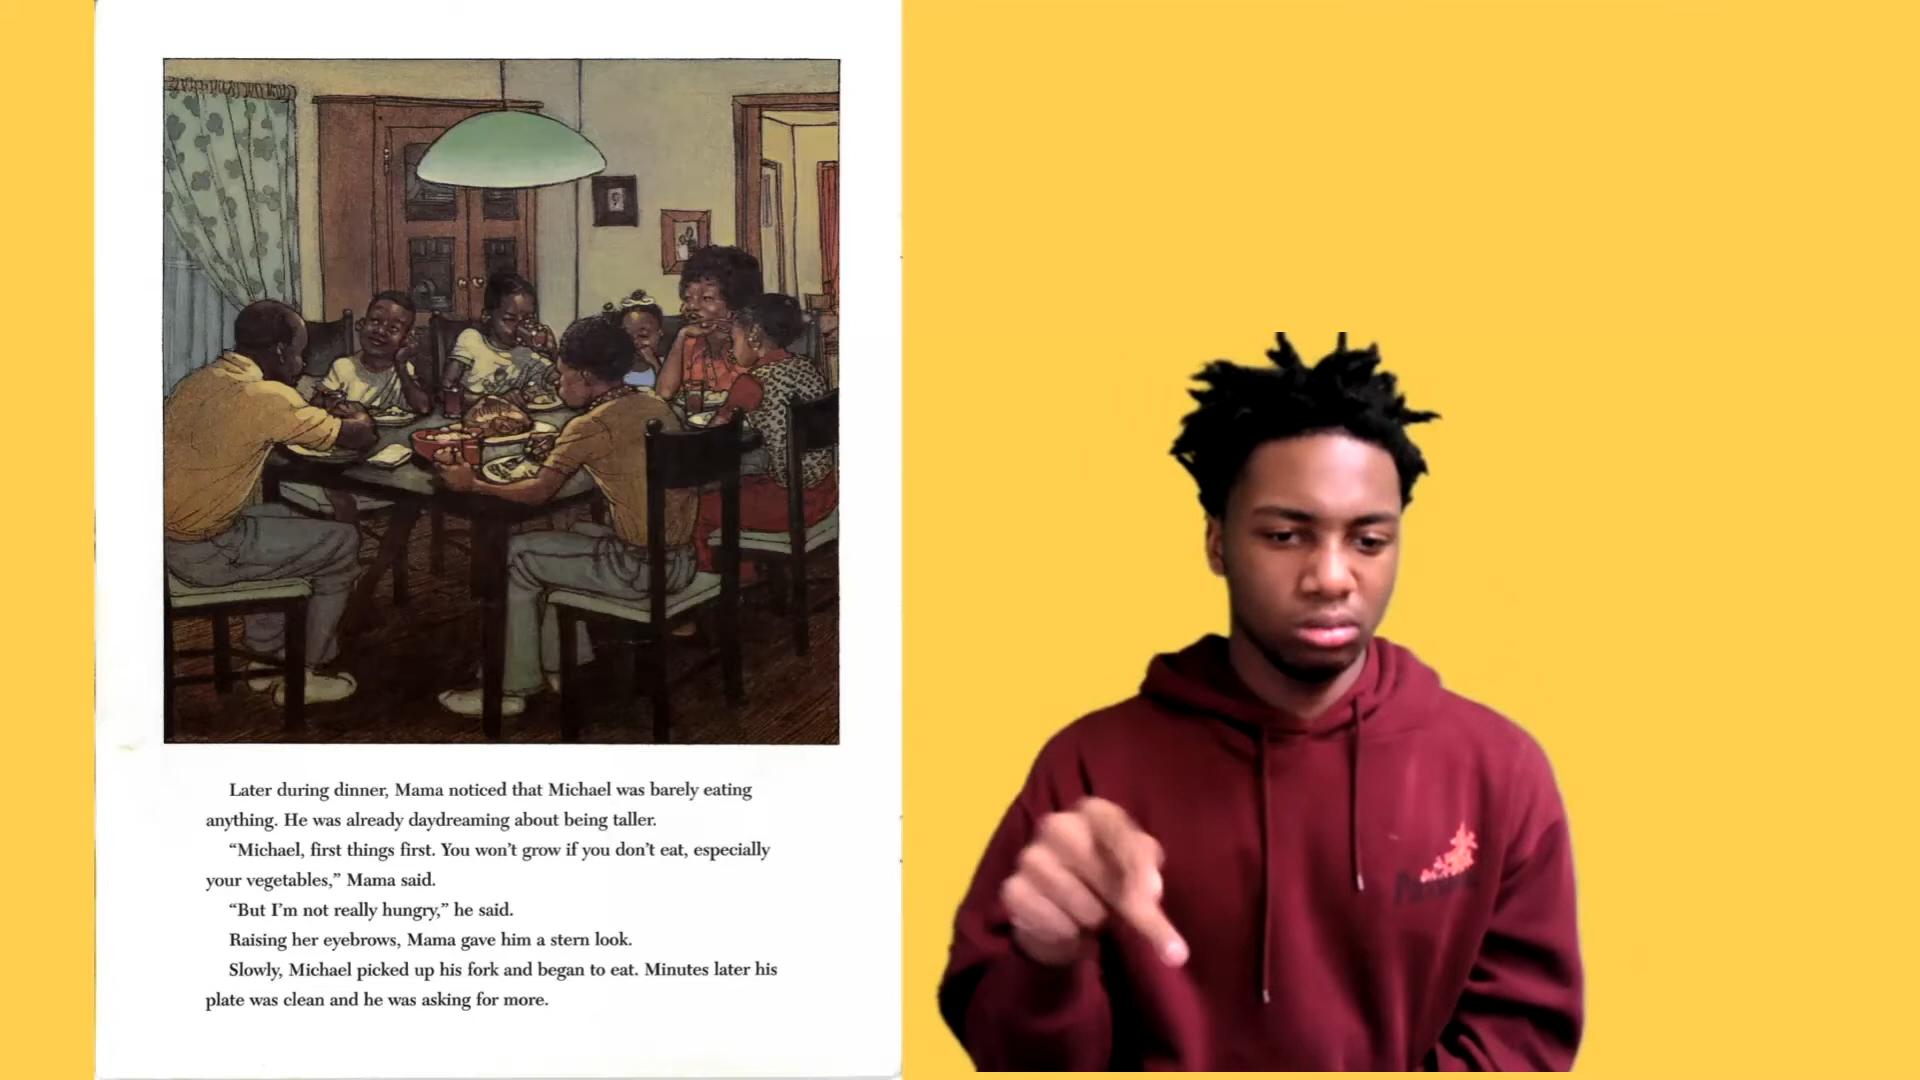 Later during dinner, Mama noticed that Michael was barely eating
anything. He was already daydreaming about being taller.
“Michael, first things first. You won’t grow if you don’t eat, especially
your vegetables,” Mama said.
“But I’m not really hungry,” he said.
Raising her eyebrows, Mama gave him a stern look.
Slowly, Michael picked up his fork and began to eat. Minutes later his
plate was clean and he was asking for more.